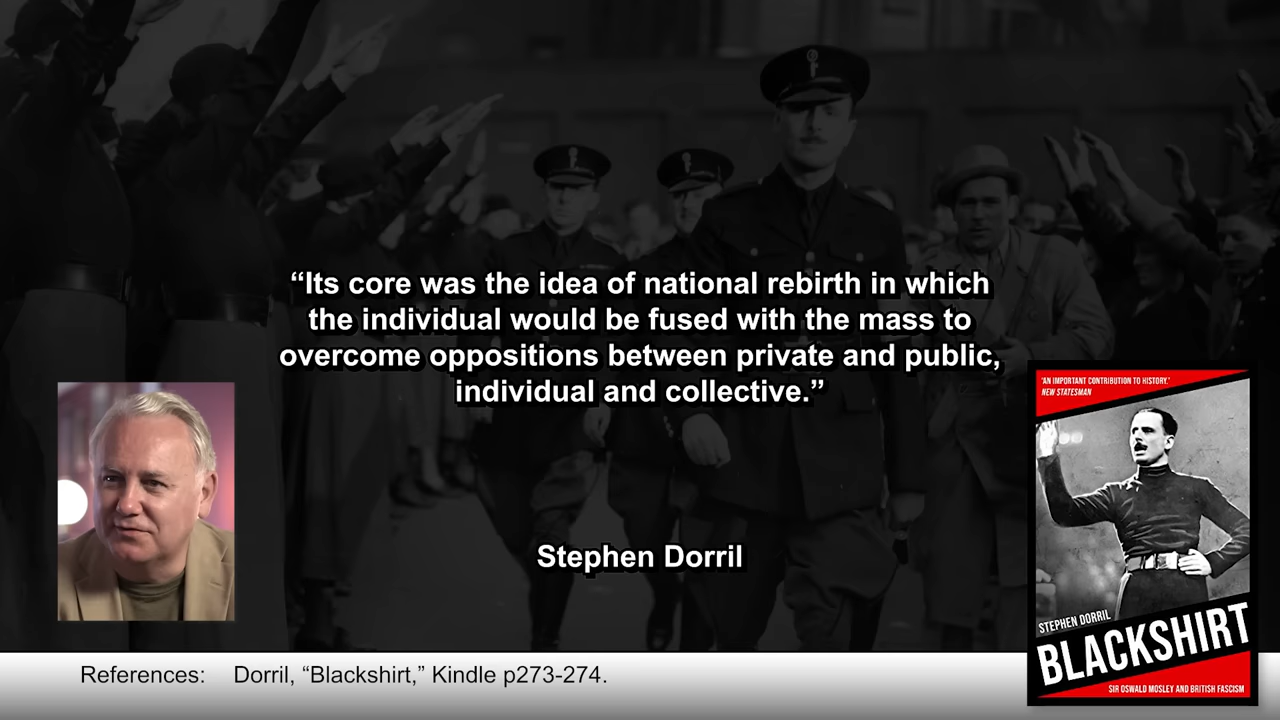 “Its core was the idea of national rebirth in which
the individual would be fused with the mass to
overcome oppositions between private and public,
individual and collective.”
Stephen Dorril
'AN IMPORTANT CONTRIBUTION TO HISTORY.'
NEW STATESMAN
STEPHEN DORRIL
BLACKSHIRT
SIR OSWALD MOSLEY AND BRITISH FASCISM
References: Dorril, “Blackshirt,” Kindle p273-274.